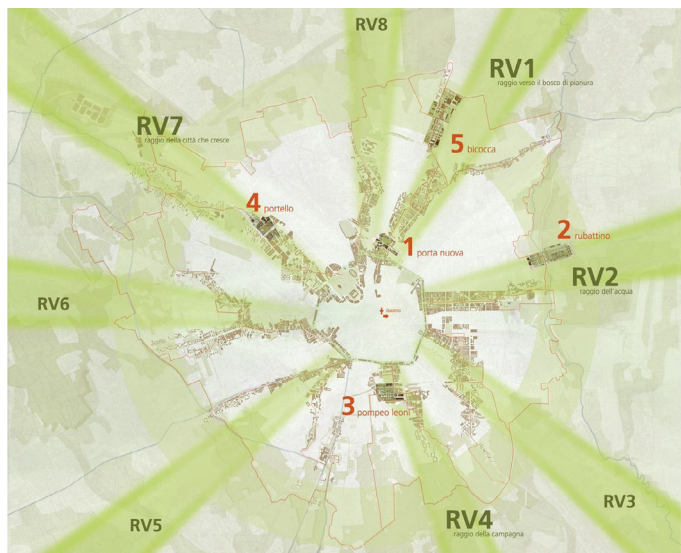 RV8
RV1
raggio verso il bosco di pianura
RV7
raggio della città che cresce
5 bicocca
4 portello
2 rubattino
1 porta nuova
RV2
raggio dell'acqua
RV6
duomo
3 pompeo leoni
RV3
RV5
RV4
raggio della campagna